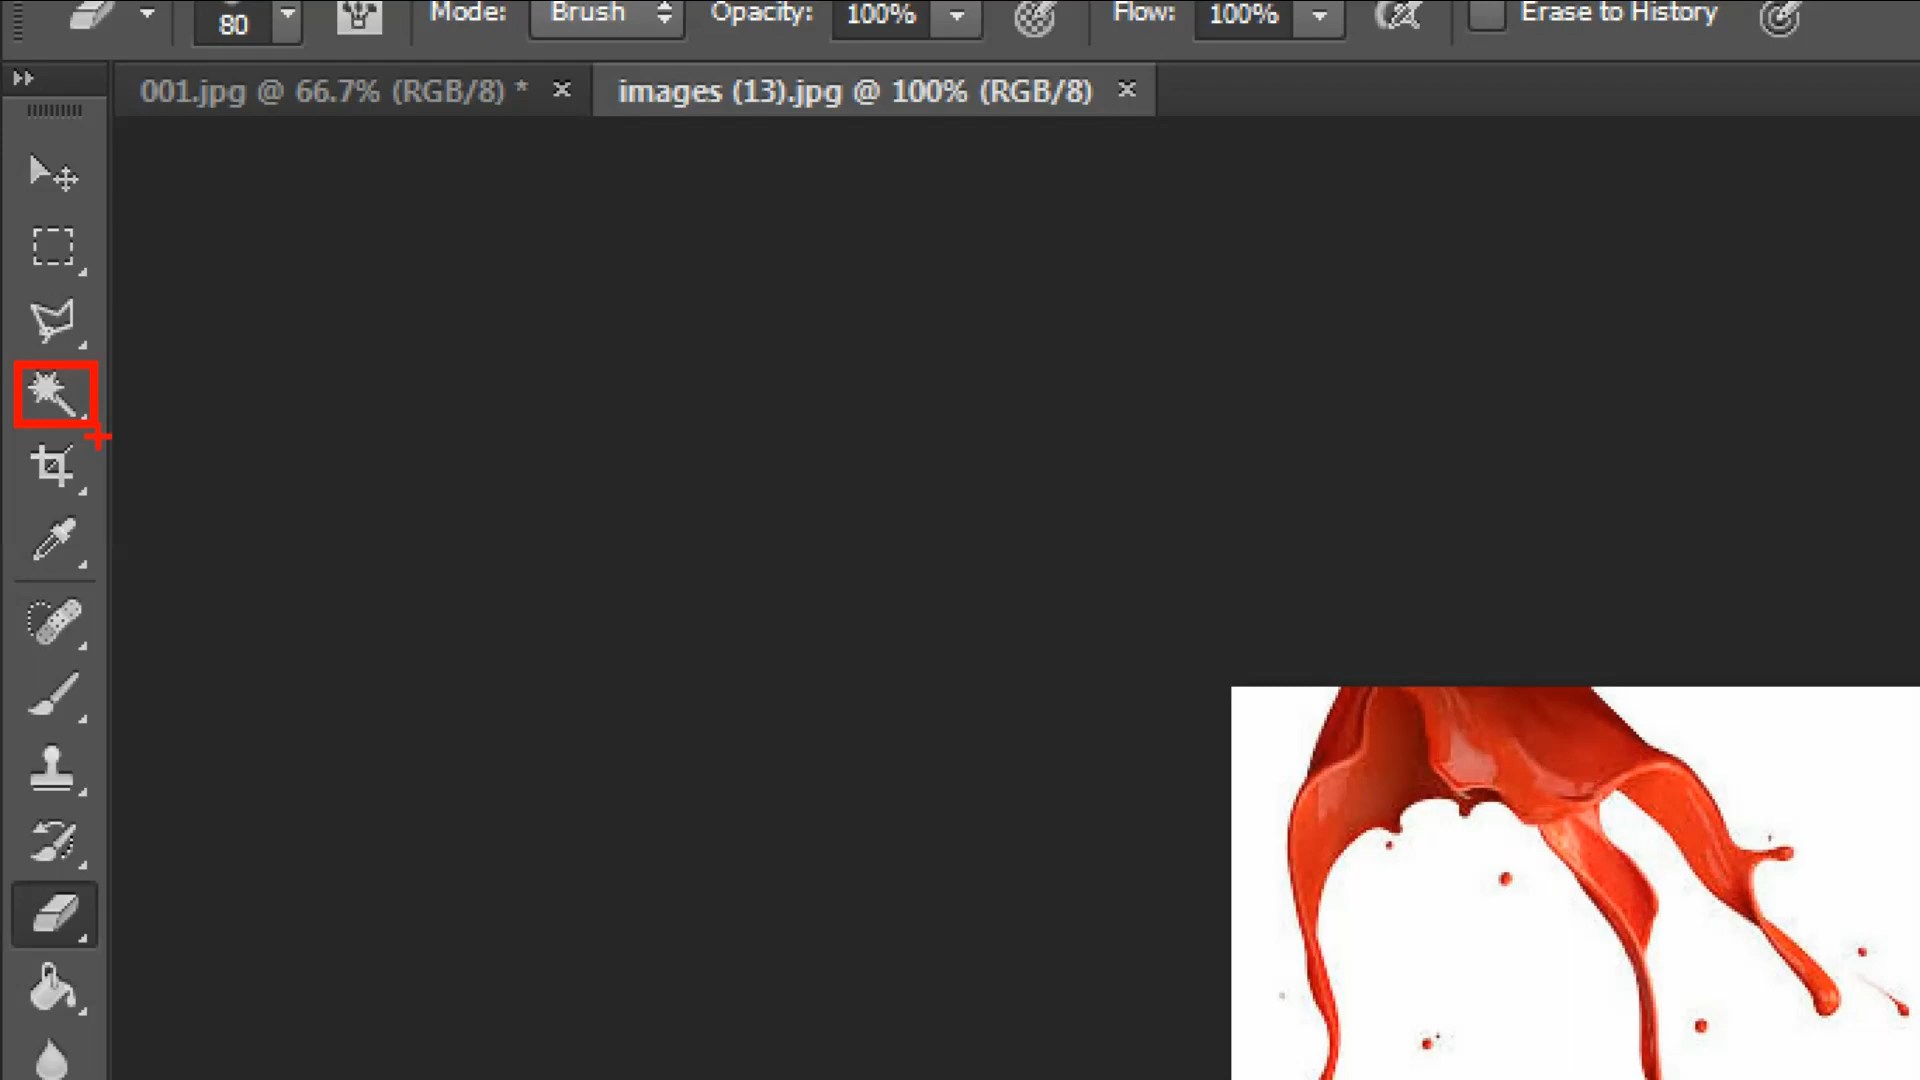 80 Mode: Brush Opacity: 100% Flow: 100% Erase to History
001.jpg @ 66.7% (RGB/8) * × images (13).jpg @ 100% (RGB/8) ×